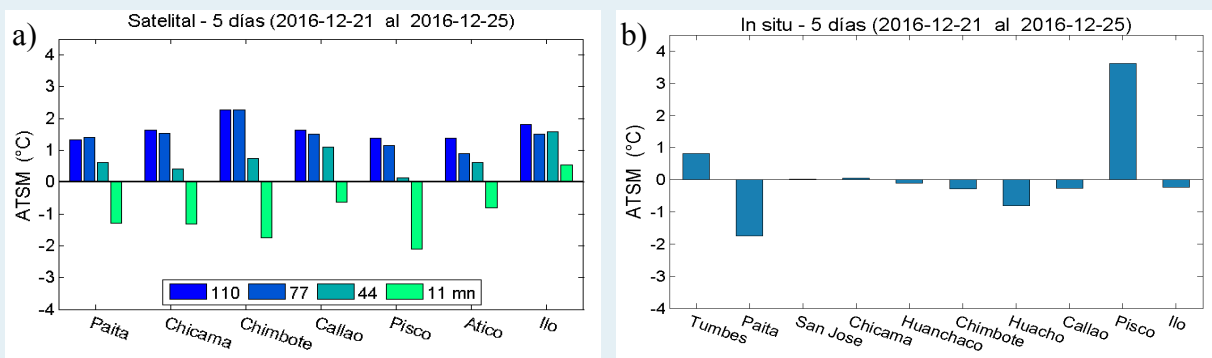 a)
Satelital - 5 días (2016-12-21 al 2016-12-25)
ATSM (°C)
4
3
2
1
0
-1
-2
-3
-4
110 77 44 11 mn
Paita Chicama Chimbote Callao Pisco Atico Ilo
b)
In situ - 5 días (2016-12-21 al 2016-12-25)
ATSM (°C)
4
3
2
1
0
-1
-2
-3
-4
Tumbes Paita San Jose Chicama Huanchaco Chimbote Huacho Callao Pisco Ilo